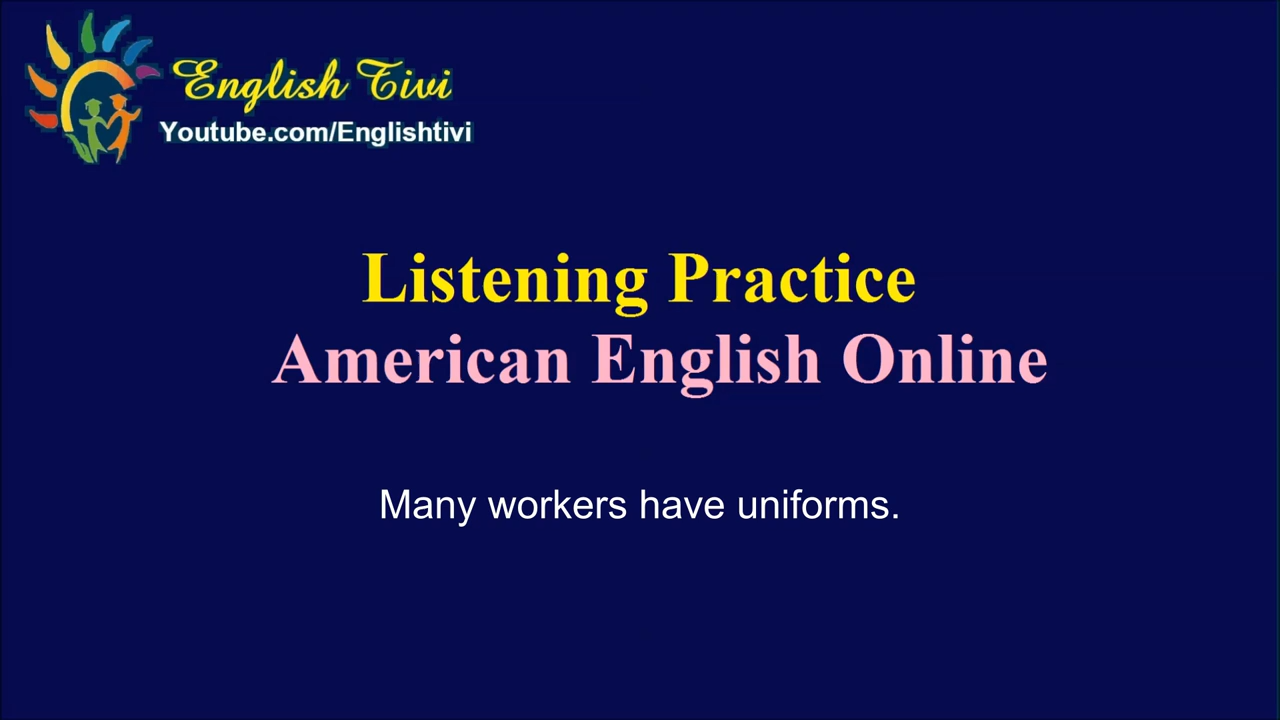 English Tivi
Youtube.com/Englishtivi
Listening Practice
American English Online
Many workers have uniforms.